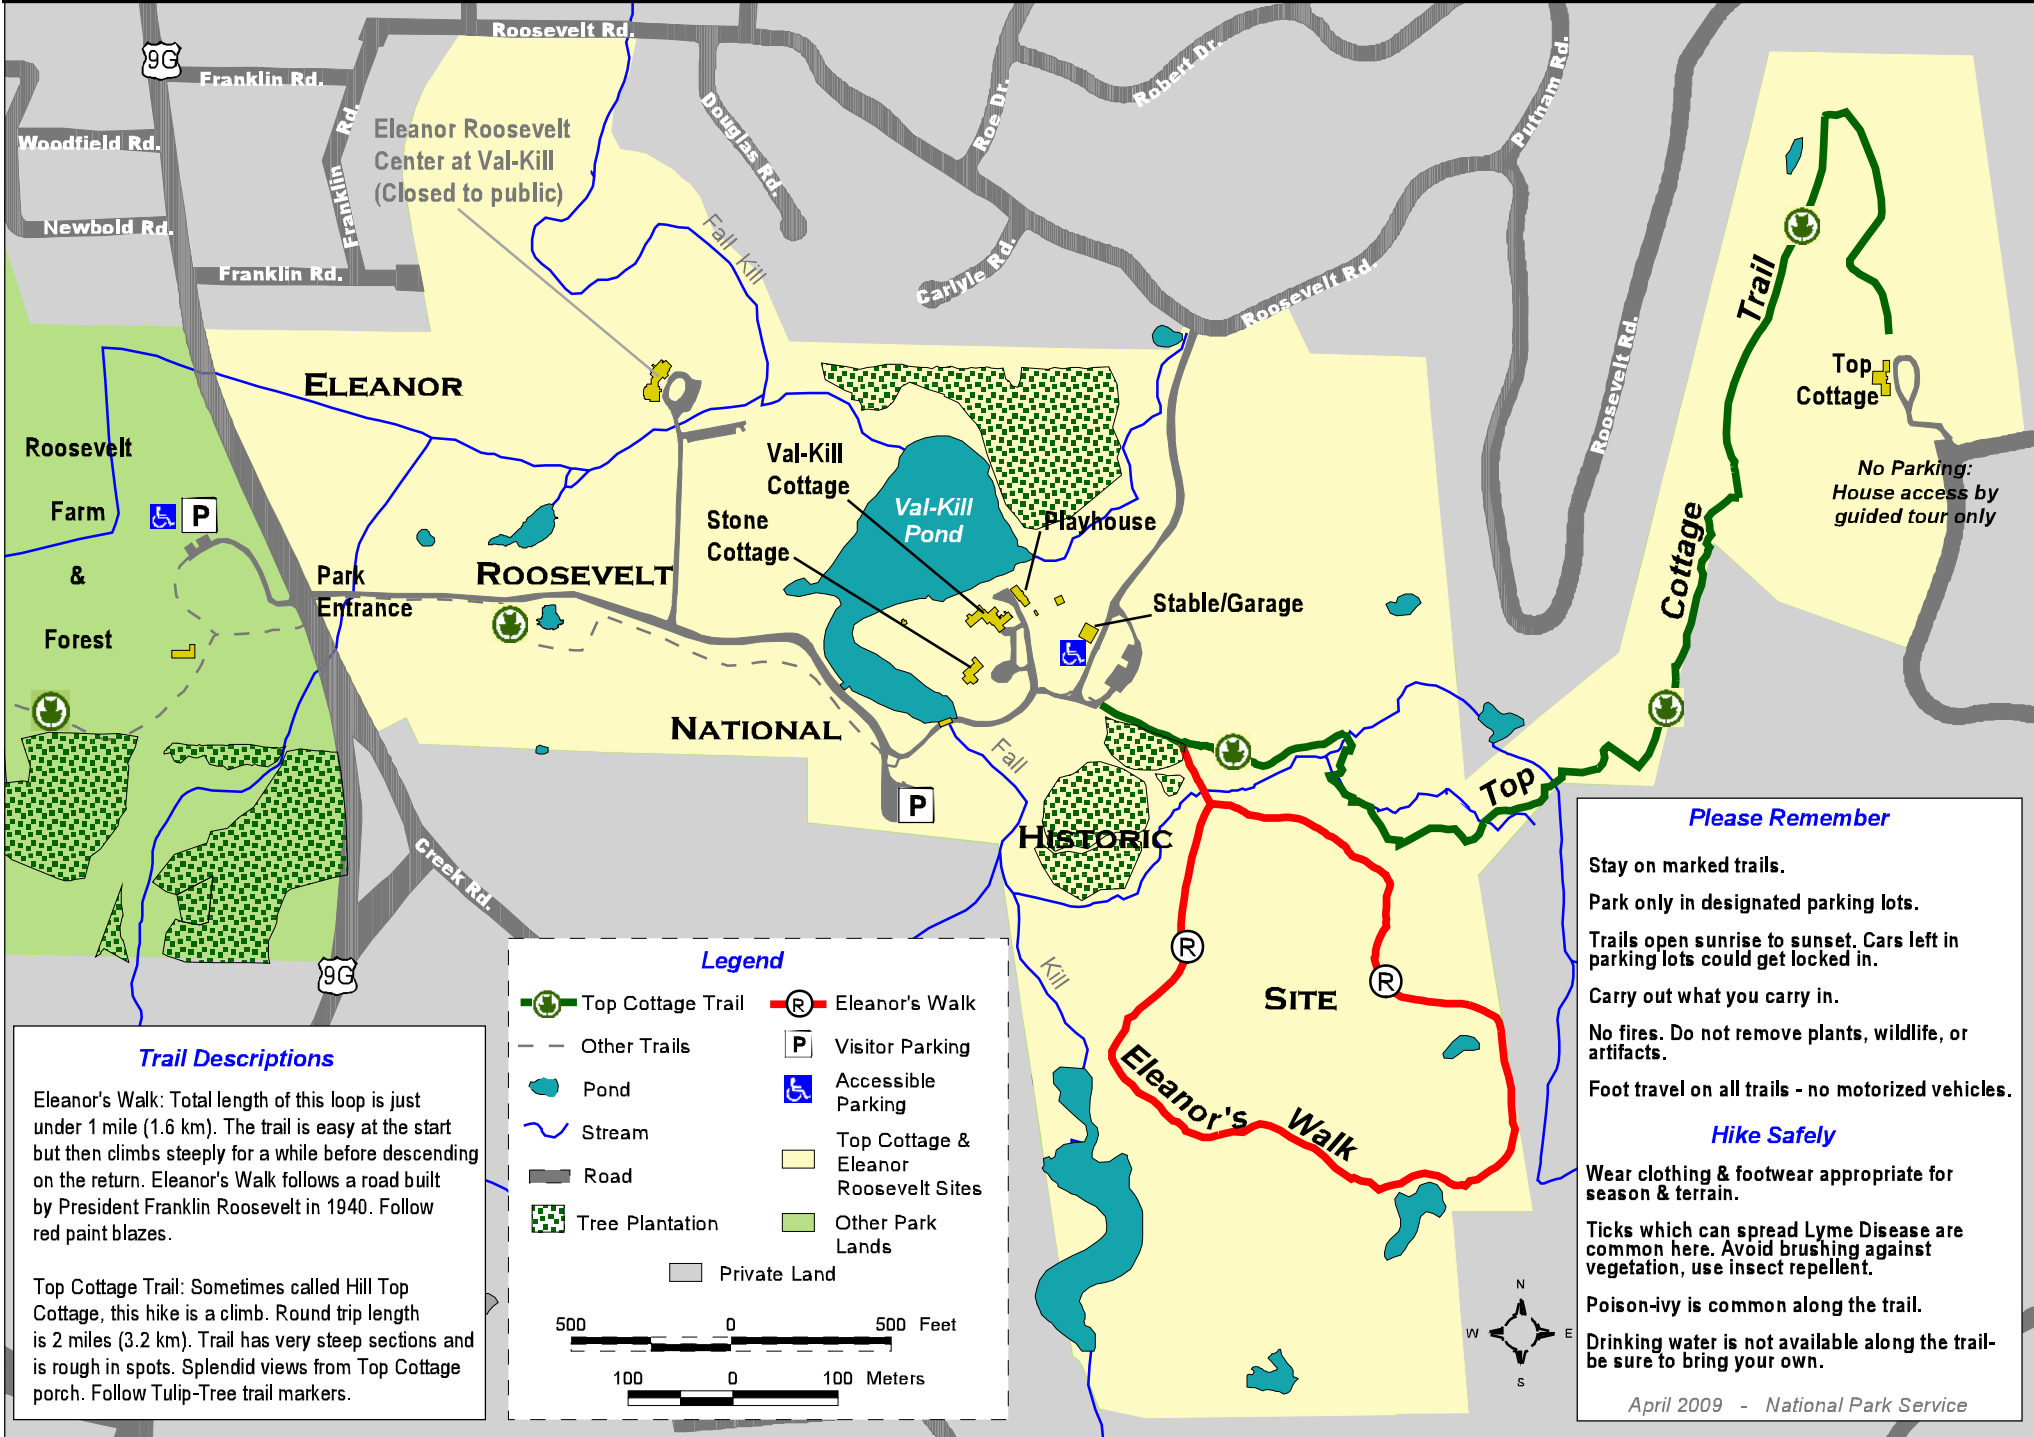 Roosevelt Rd.
9G
Franklin Rd.
Robert Dr.
Putnam Rd.
Roe Dr.
Douglas Rd.
Woodfield Rd.
Franklin Rd.
Eleanor Roosevelt
Center at Val-Kill
(Closed to public)
Newbold Rd.
Fall Kill
Franklin Rd.
Carlyle Rd.
Roosevelt Rd.
Roosevelt Rd.
Trail
Top
Cottage
ELEANOR
Roosevelt
Farm
&
Forest
P
Val-Kill
Cottage
Stone
Cottage
Val-Kill
Pond
Playhouse
No Parking:
House access by
guided tour only
Cottage
Park
Entrance
ROOSEVELT
Stable/Garage
NATIONAL
Fall
Top
P
HISTORIC
Creek Rd.
9G
R
Kill
R
SITE
Eleanor's Walk
Legend
Top Cottage Trail
R
Eleanor's Walk
Other Trails
P
Visitor Parking
Pond
Accessible
Parking
Stream
Road
Top Cottage &
Eleanor
Roosevelt Sites
Tree Plantation
Other Park
Lands
Private Land
500 0 500 Feet
100 0 100 Meters
Trail Descriptions
Eleanor's Walk: Total length of this loop is just
under 1 mile (1.6 km). The trail is easy at the start
but then climbs steeply for a while before descending
on the return. Eleanor's Walk follows a road built
by President Franklin Roosevelt in 1940. Follow
red paint blazes.
Top Cottage Trail: Sometimes called Hill Top
Cottage, this hike is a climb. Round trip length
is 2 miles (3.2 km). Trail has very steep sections and
is rough in spots. Splendid views from Top Cottage
porch. Follow Tulip-Tree trail markers.
N
W E
S
Please Remember
Stay on marked trails.
Park only in designated parking lots.
Trails open sunrise to sunset. Cars left in
parking lots could get locked in.
Carry out what you carry in.
No fires. Do not remove plants, wildlife, or
artifacts.
Foot travel on all trails - no motorized vehicles.
Hike Safely
Wear clothing & footwear appropriate for
season & terrain.
Ticks which can spread Lyme Disease are
common here. Avoid brushing against
vegetation, use insect repellent.
Poison-ivy is common along the trail.
Drinking water is not available along the trail-
be sure to bring your own.
April 2009 - National Park Service